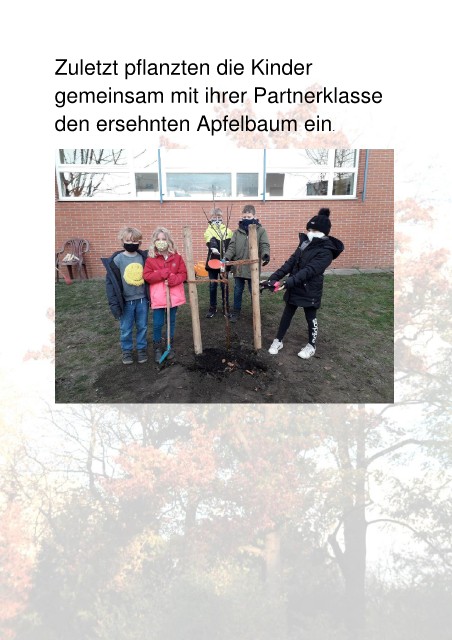 Zuletzt pflanzten die Kinder
gemeinsam mit ihrer Partnerklasse
den ersehnten Apfelbaum ein.